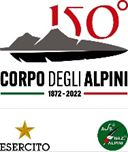 150°
CORPO DEGLI ALPINI
1872-2022
ESERCITO